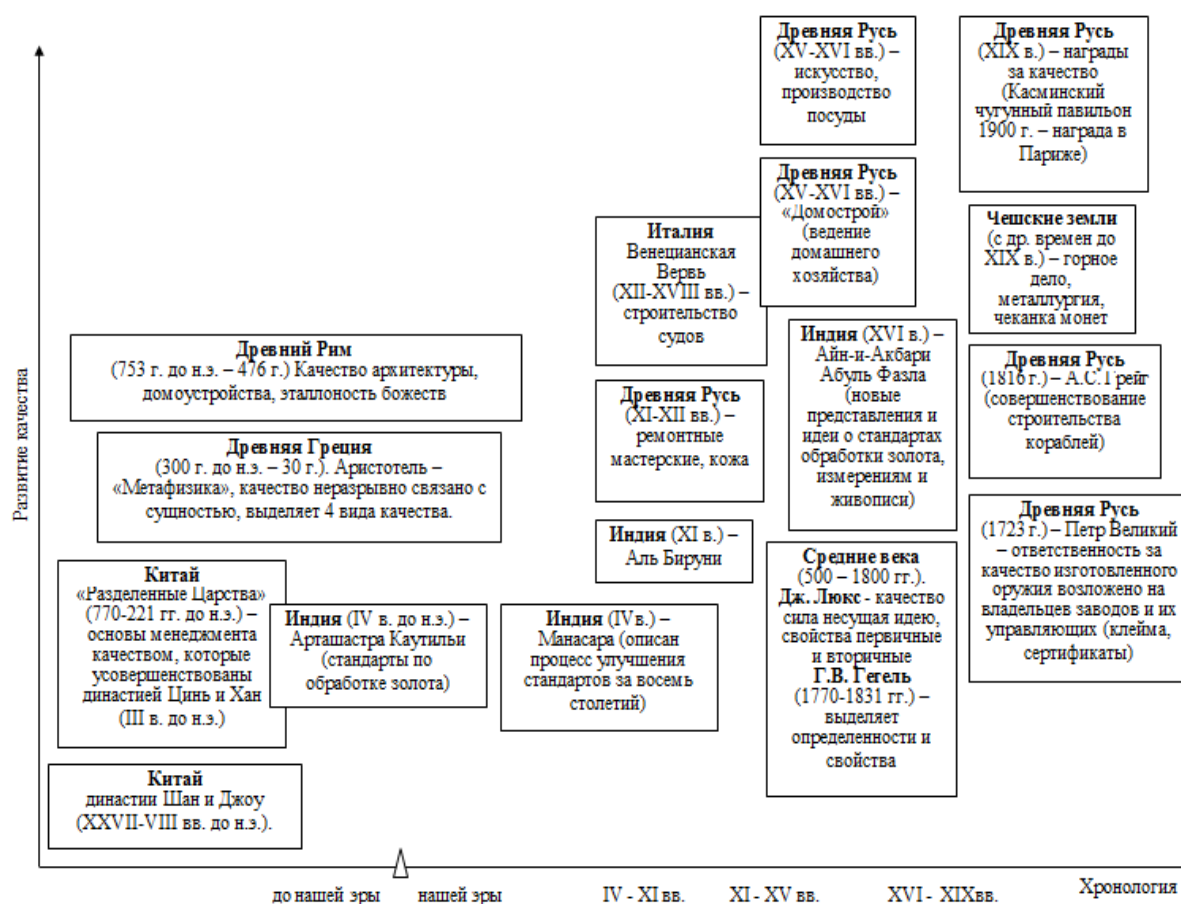 Развитие качества
Древняя Русь
(XV-XVI вв.) –
искусство,
производство
посуды
Древняя Русь
(XIX в.) – награды
за качество
(Касминский
чугунный павильон
1900 г. – награда в
Париже)
Древняя Русь
(XV-XVI вв.) –
«Домострой»
(ведение
домашнего
хозяйства)
Италия
Венецианская
Вервь
(XII-XVIII вв.) –
строительство
судов
Чешские земли
(с др. времен до
XIX в.) – горное
дело,
металлургия,
чеканка монет
Древний Рим
(753 г. до н.э. – 476 г.) Качество архитектуры,
домоустройства, эталлоность божеств
Индия (XVI в.) –
Айн-и-Акбари
Абуль Фазла
(новые
представления и
идеи о стандартах
обработки золота,
измерениям и
живописи)
Древняя Русь
(1816 г.) – А.С.Грейг
(совершенствование
строительства
кораблей)
Древняя Русь
(XI-XII вв.) –
ремонтные
мастерские, кожа
Древняя Греция
(300 г. до н.э. – 30 г.). Аристотель –
«Метафизика», качество неразрывно связано с
сущностью, выделяет 4 вида качества.
Древняя Русь
(1723 г.) – Петр Великий
– ответственность за
качество изготовленного
оружия возложено на
владельцев заводов и их
управляющих (клейма,
сертификаты)
Индия (XI в.) –
Аль Бируни
Средние века
(500 – 1800 гг.).
Дж. Люкс - качество
сила несущая идею,
свойства первичные
и вторичные
Г.В. Гегель
(1770-1831 гг.) –
выделяет
определенности и
свойства
Китай
«Разделенные Царства»
(770-221 гг. до н.э.) –
основы менеджмента
качеством, которые
усовершенствованы
династией Цинь и Хан
(III в. до н.э.)
Индия (IV в. до н.э.) –
Арташастра Каутильи
(стандарты по
обработке золота)
Индия (IVв.) –
Манасара (описан
процесс улучшения
стандартов за восемь
столетий)
Китай
династии Шан и Джоу
(XXVII-VIII вв. до н.э.).
до нашей эры
нашей эры
IV - XI вв.
XI - XV вв.
XVI - XIXвв.
Хронология